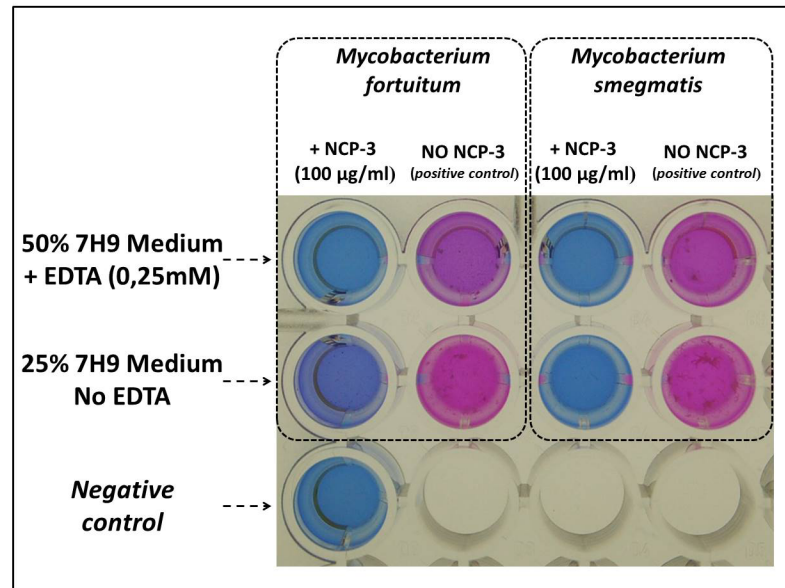 Mycobacterium
fortuitum
Mycobacterium
smegmatis
+ NCP-3
(100 µg/ml)
NO NCP-3
(positive control)
+ NCP-3
(100 µg/ml)
NO NCP-3
(positive control)
50% 7H9 Medium
+ EDTA (0,25mM)
25% 7H9 Medium
No EDTA
Negative
control